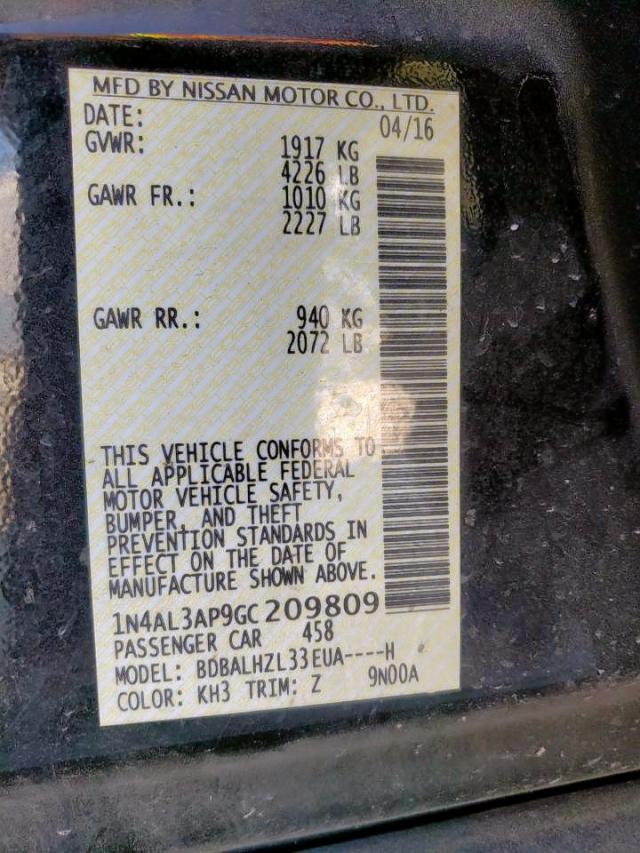 MFD BY NISSAN MOTOR CO., LTD.
DATE: 04/16
GVWR: 1917 KG
4226 LB
GAWR FR.: 1010 KG
2227 LB
GAWR RR.: 940 KG
2072 LB
THIS VEHICLE CONFORMS TO
ALL APPLICABLE FEDERAL
MOTOR VEHICLE SAFETY,
BUMPER, AND THEFT
PREVENTION STANDARDS IN
EFFECT ON THE DATE OF
MANUFACTURE SHOWN ABOVE.
1N4AL3AP9GC209809
PASSENGER CAR 458
MODEL: BDBALHZL33EUA----H
COLOR: KH3 TRIM: Z 9N00A